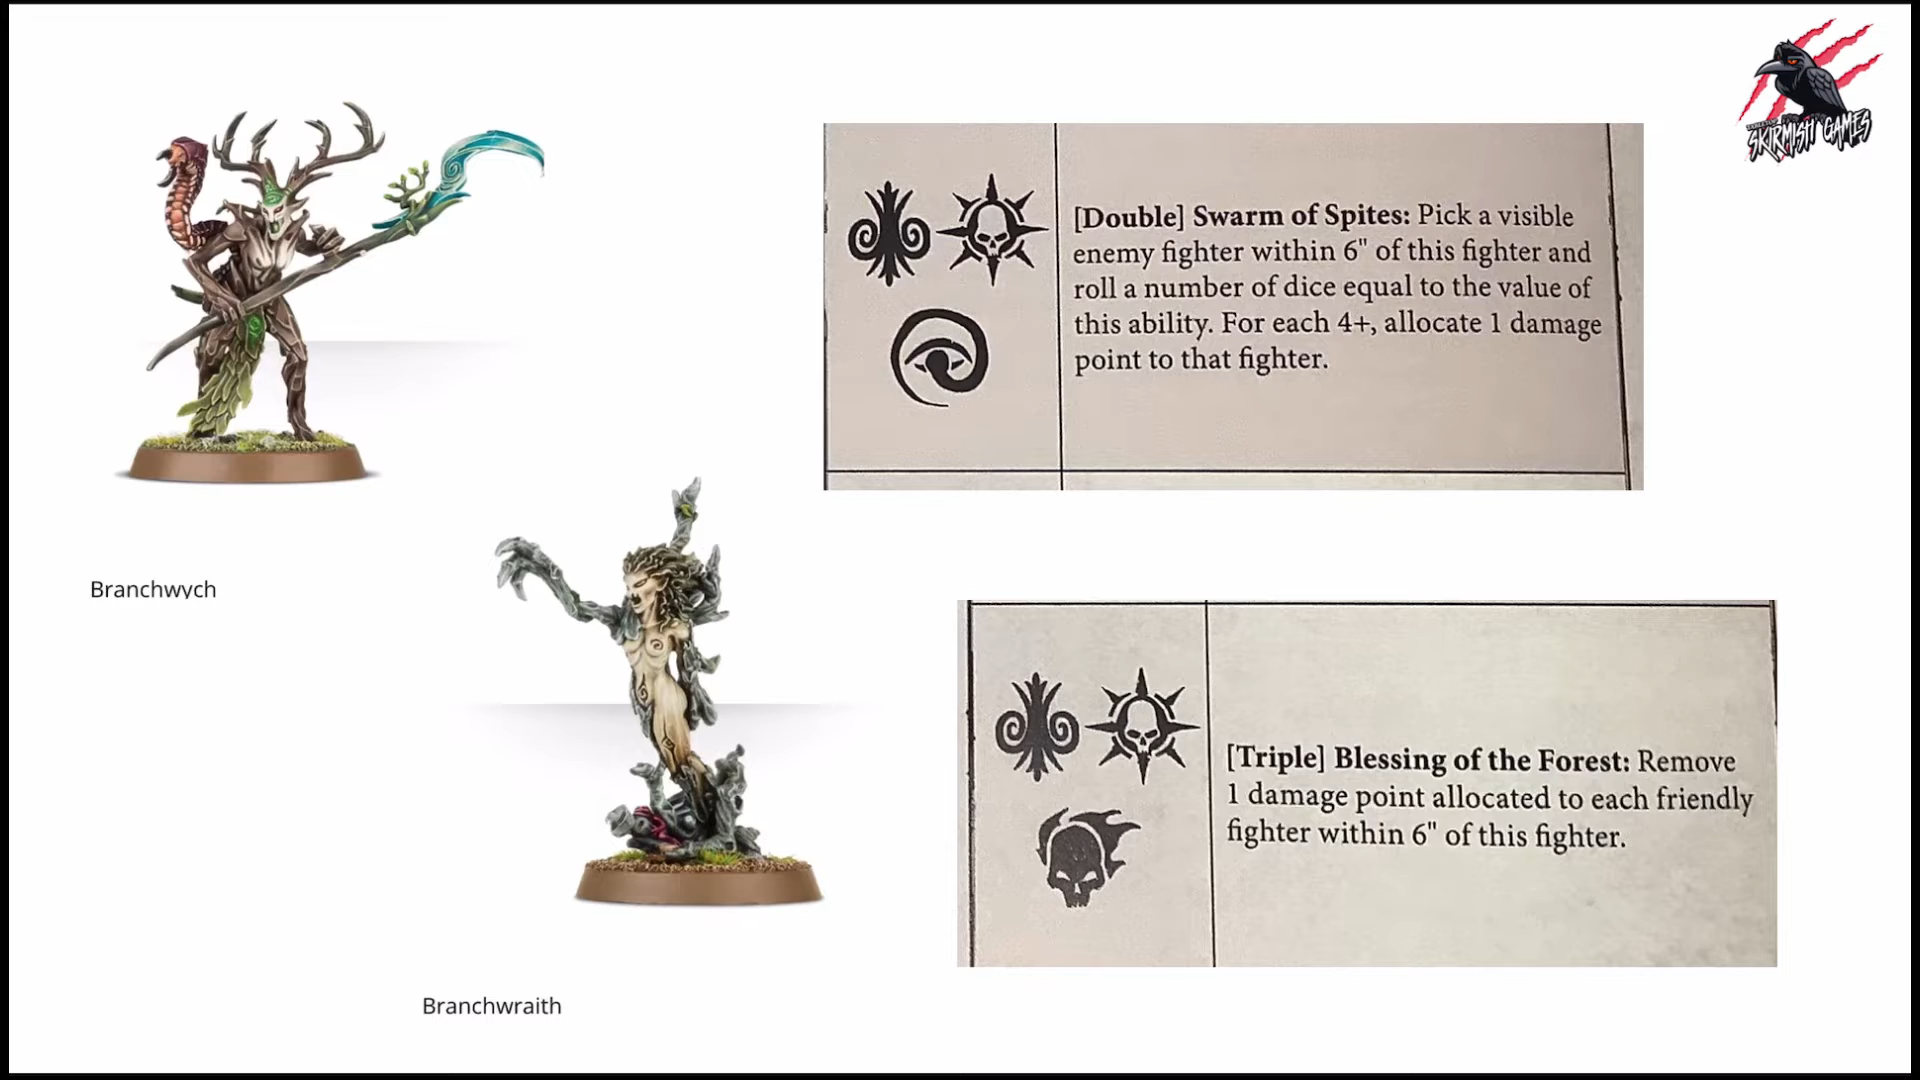 SKIRMISH GAMES
[Double] Swarm of Spites: Pick a visible
enemy fighter within 6" of this fighter and
roll a number of dice equal to the value of
this ability. For each 4+, allocate 1 damage
point to that fighter.
Branchwych
[Triple] Blessing of the Forest: Remove
1 damage point allocated to each friendly
fighter within 6" of this fighter.
Branchwraith